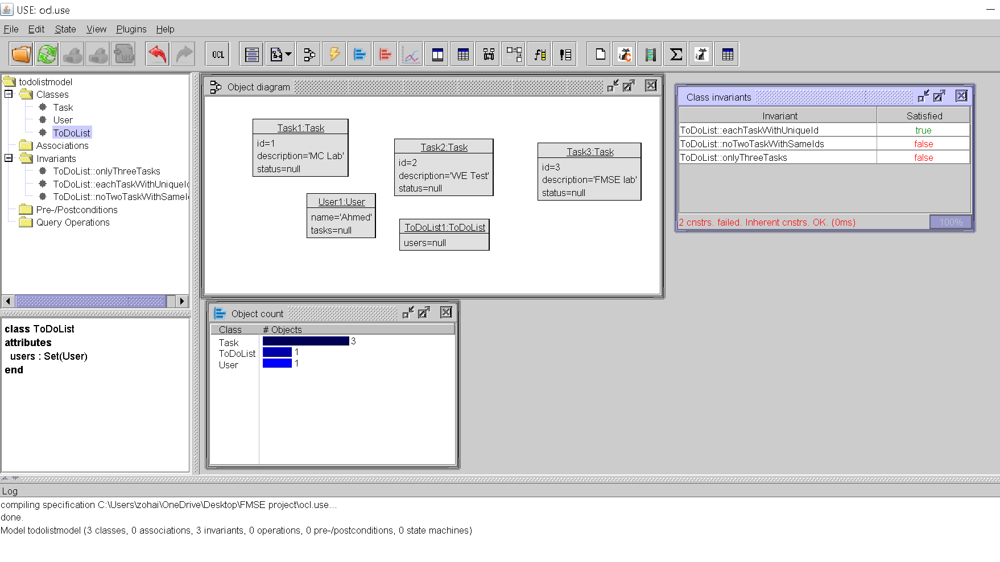 USE: ocl.use
File Edit State View Plugins Help
OCL
todolistmodel
Classes
Task
User
ToDoList
Associations
Invariants
ToDoList::onlyThreeTasks
ToDoList::eachTaskWithUniqueId
ToDoList::noTwoTaskWithSameI
Pre-/Postconditions
Query Operations
class ToDoList
attributes
users : Set(User)
end
Object diagram
Task1:Task
id=1
description='MC Lab'
status=null
Task2:Task
id=2
description='WE Test'
status=null
Task3:Task
id=3
description='FMSE lab'
status=null
User1:User
name='Ahmed'
tasks=null
ToDoList1:ToDoList
users=null
Object count
Class # Objects
Task 3
ToDoList 1
User 1
Class invariants
Invariant Satisfied
ToDoList::eachTaskWithUniqueId true
ToDoList::noTwoTaskWithSameIds false
ToDoList::onlyThreeTasks false
2 cnstrs. failed. Inherent cnstrs. OK. (0ms) 100%
Log
compiling specification C:\Users\zohai\OneDrive\Desktop\FMSE project\ocl.use...
done.
Model todolistmodel (3 classes, 0 associations, 3 invariants, 0 operations, 0 pre-/postconditions, 0 state machines)